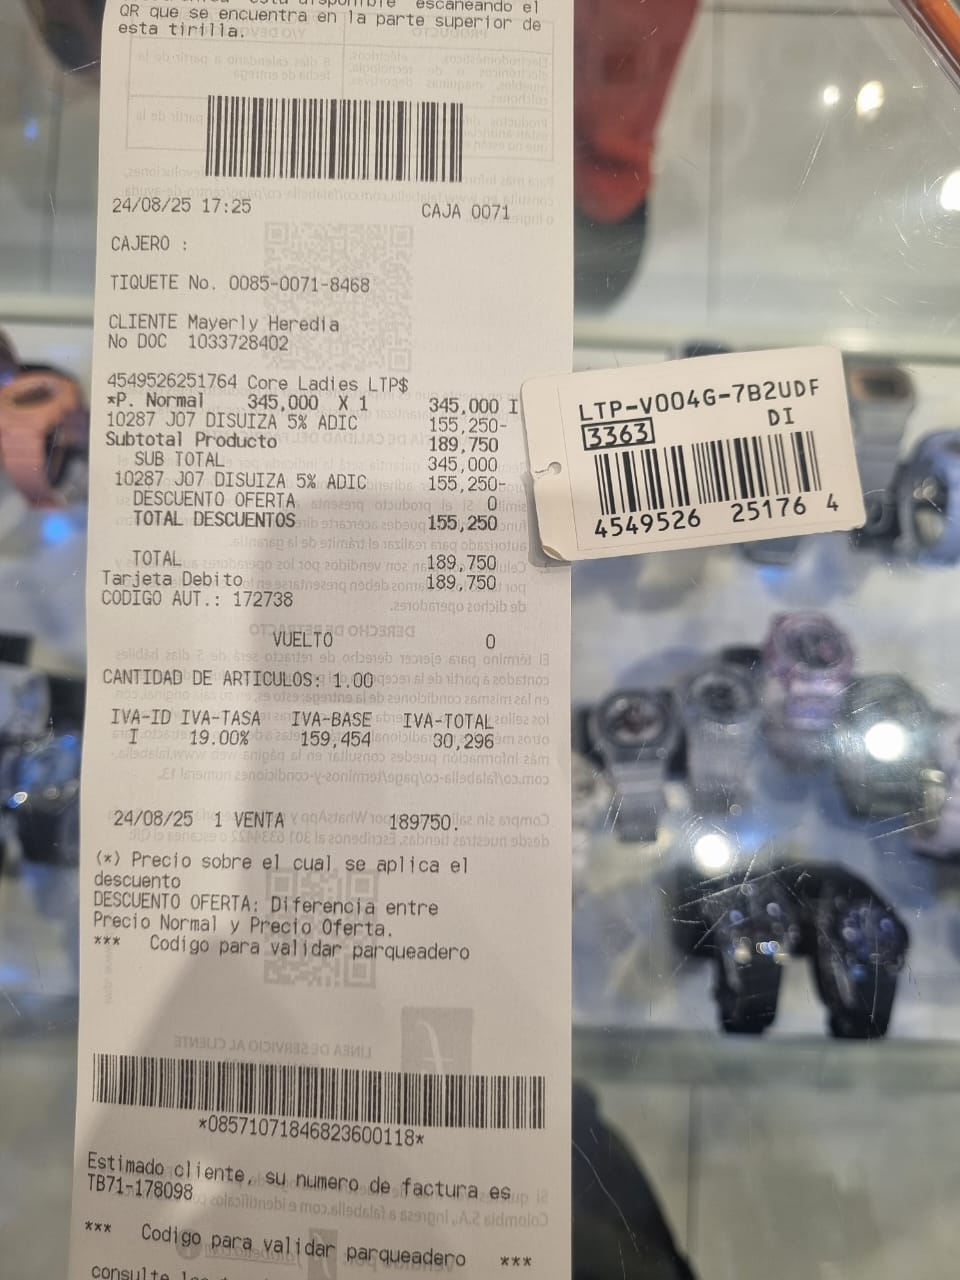 escaneando el
QR que se encuentra en la parte superior de
esta tirilla.
24/08/25 17:25 CAJA 0071
CAJERO :
TIQUETE No. 0085-0071-8468
CLIENTE Mayerly Heredia
No DOC 1033728402
4549526251764 Core Ladies LTP$
*P. Normal 345,000 X 1 345,000 I
10287 J07 DISUIZA 5% ADIC 155,250-
Subtotal Producto 189,750
SUB TOTAL 345,000
10287 J07 DISUIZA 5% ADIC 155,250-
DESCUENTO OFERTA 0
TOTAL DESCUENTOS 155,250
TOTAL 189,750
Tarjeta Debito 189,750
CODIGO AUT.: 172738
VUELTO 0
CANTIDAD DE ARTICULOS: 1.00
IVA-ID IVA-TASA IVA-BASE IVA-TOTAL
I 19.00% 159,454 30,296
24/08/25 1 VENTA 189750.
(*) Precio sobre el cual se aplica el
descuento
DESCUENTO OFERTA: Diferencia entre
Precio Normal y Precio Oferta.
*** Codigo para validar parqueadero
*08571071846823600118*
Estimado cliente, su numero de factura es
TB71-178098
*** Codigo para validar parqueadero ***
consulte
LTP-V004G-7B2UDF
3363 DI
4549526 25176 4